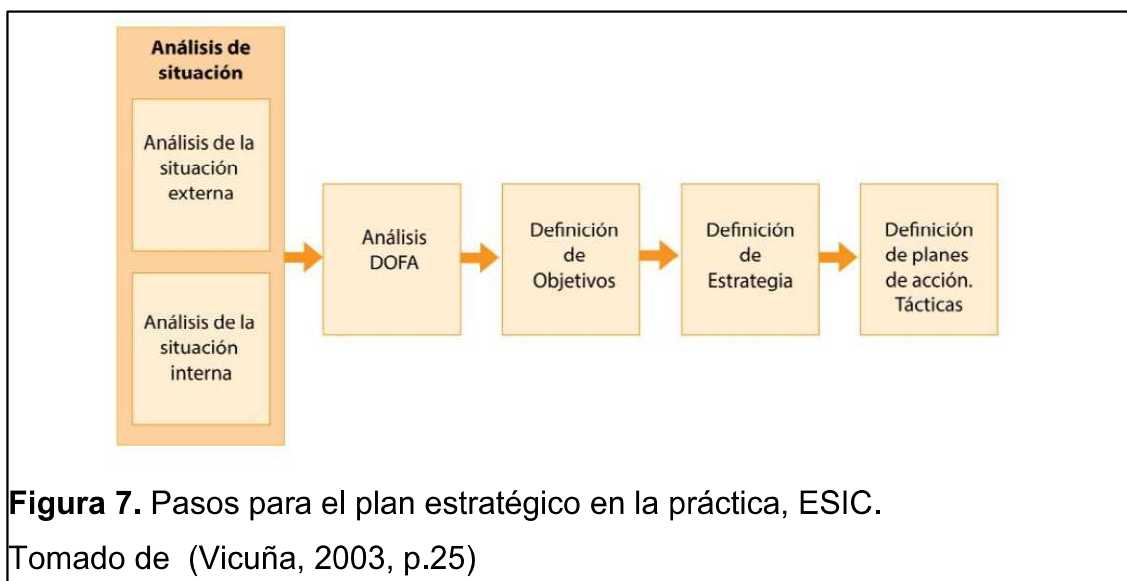 Análisis de
situación
Análisis de la
situación
externa
Análisis de la
situación
interna
Análisis
DOFA
Definición
de
Objetivos
Definición
de
Estrategia
Definición
de planes
de acción.
Tácticas
Figura 7. Pasos para el plan estratégico en la práctica, ESIC.
Tomado de (Vicuña, 2003, p.25)